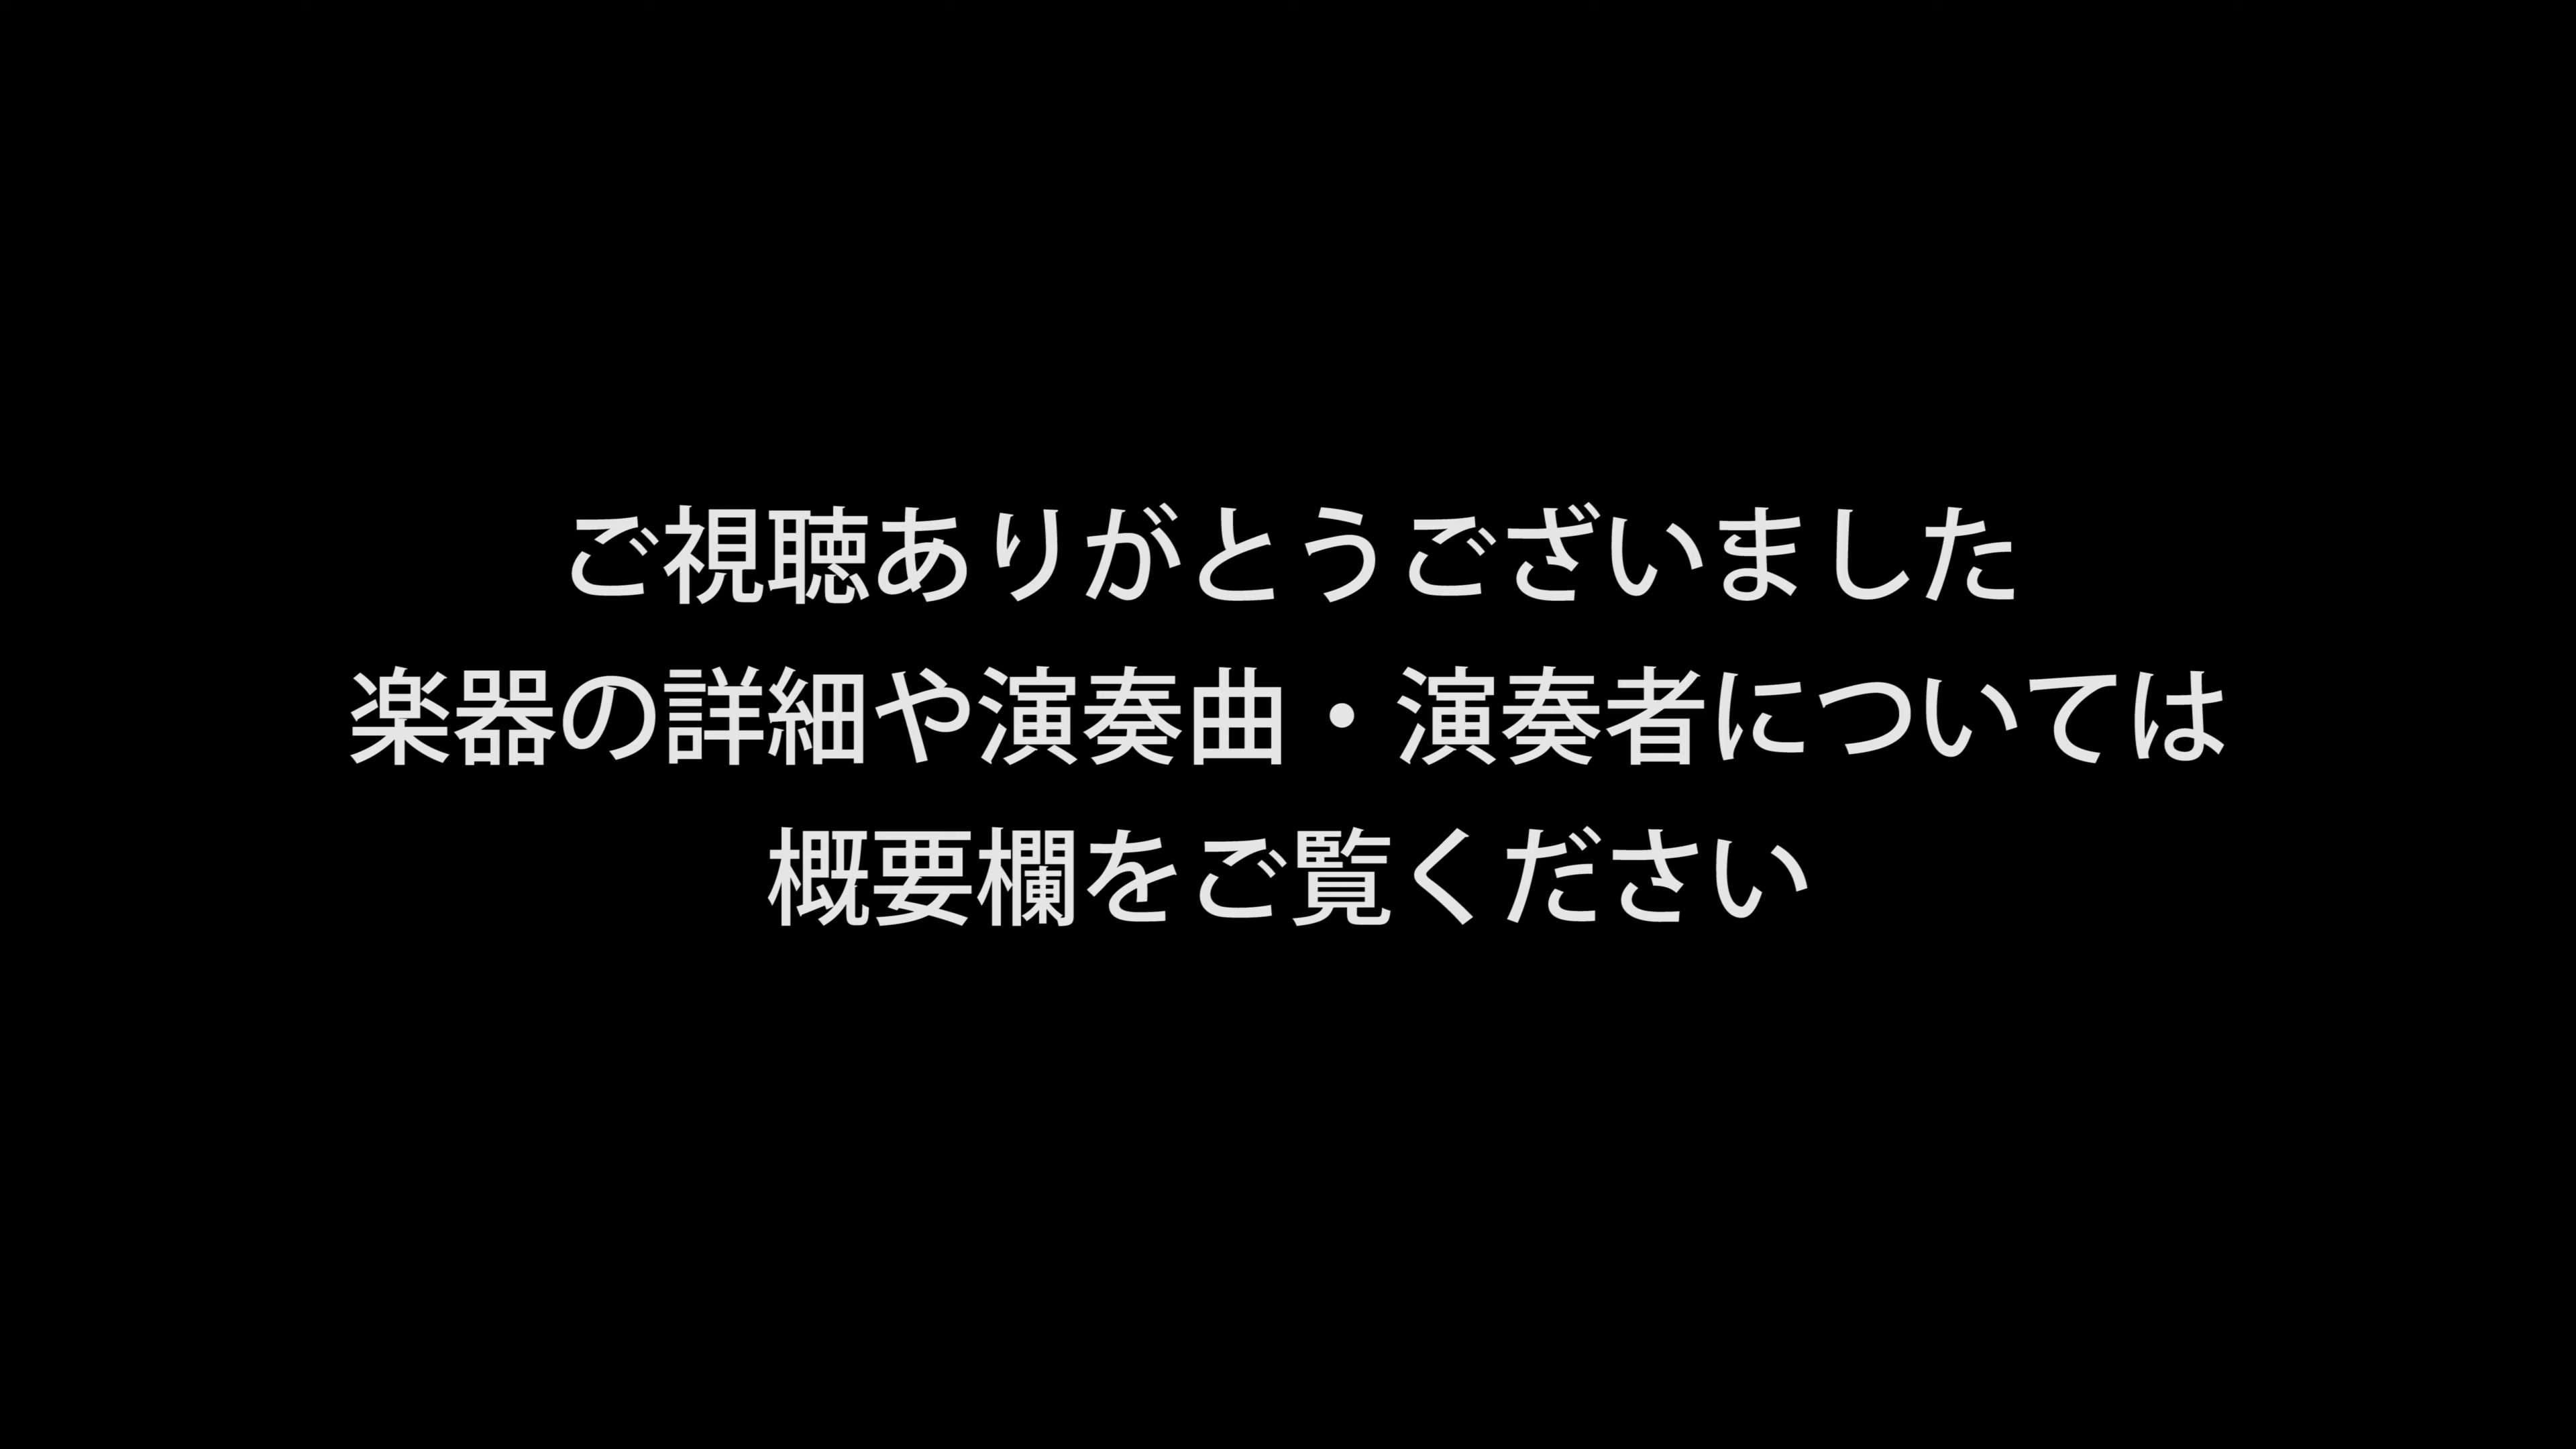 ご視聴ありがとうございました
楽器の詳細や演奏曲・演奏者については
概要欄をご覧ください